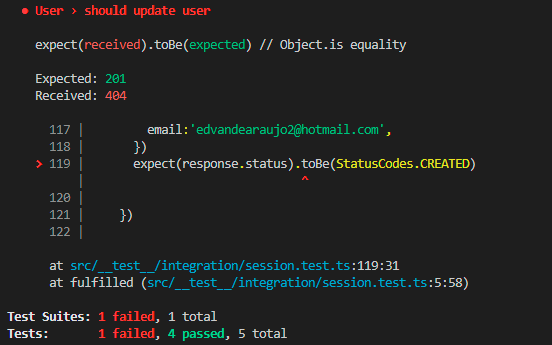 ● User › should update user
expect(received).toBe(expected) // Object.is equality
Expected: 201
Received: 404
117 |         email:'edvandearaujo2@hotmail.com',
118 |       })
> 119 |       expect(response.status).toBe(StatusCodes.CREATED)
|                               ^
120 |
121 |     })
122 |
at src/__test__/integration/session.test.ts:119:31
at fulfilled (src/__test__/integration/session.test.ts:5:58)
Test Suites: 1 failed, 1 total
Tests:       1 failed, 4 passed, 5 total